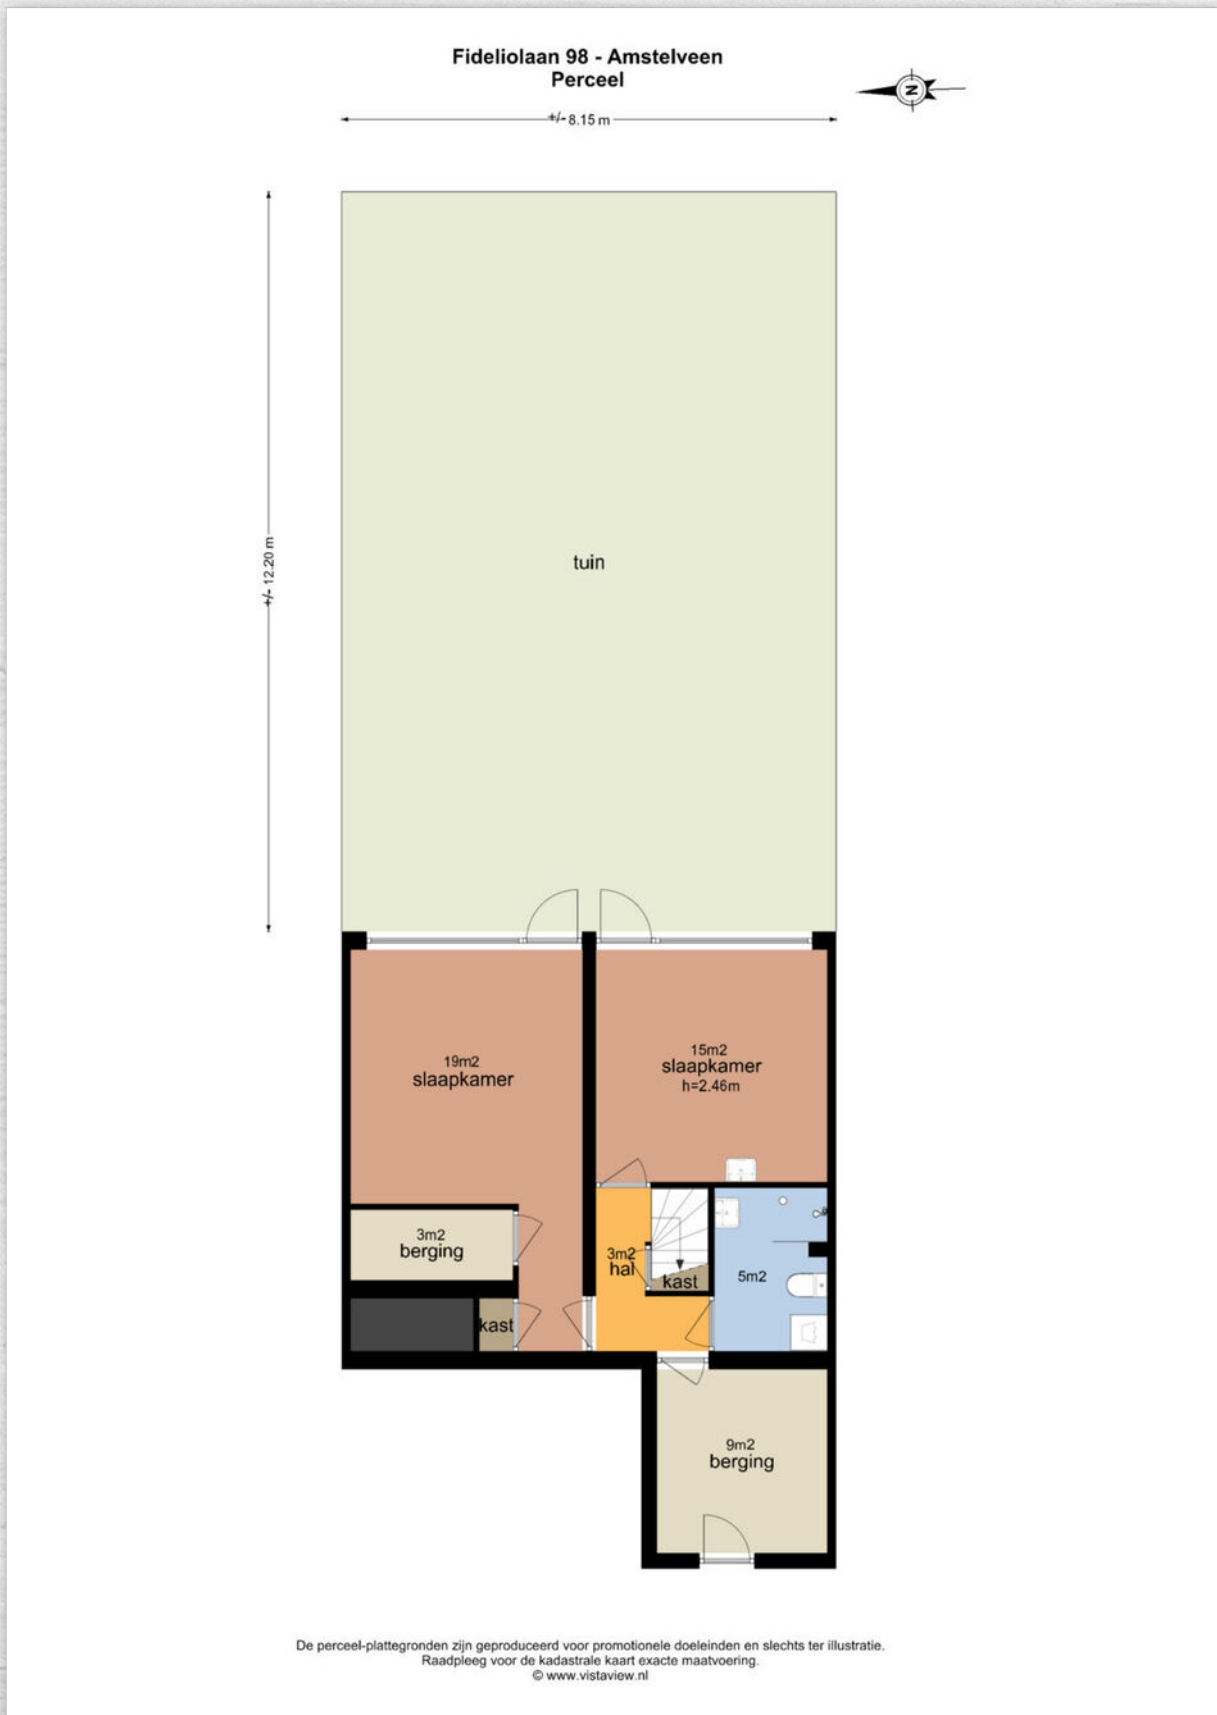 Fideliolaan 98 - Amstelveen
Perceel
N
+/- 8.15 m
+/- 12.20 m
tuin
19m2
slaapkamer
15m2
slaapkamer
h=2.46m
3m2
berging
3m2
hal
kast
5m2
kast
9m2
berging
De perceel-plattegronden zijn geproduceerd voor promotionele doeleinden en slechts ter illustratie.
Raadpleeg voor de kadastrale kaart exacte maatvoering.
© www.vistaview.nl